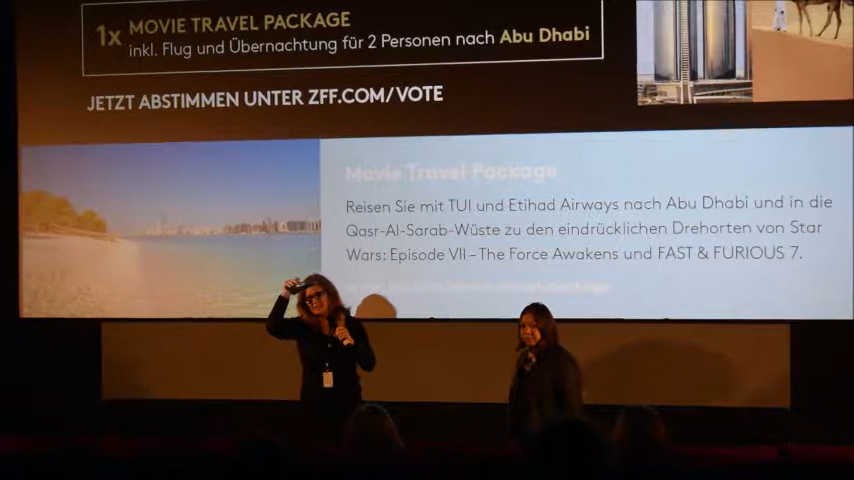 1x MOVIE TRAVEL PACKAGE
inkl. Flug und Übernachtung für 2 Personen nach Abu Dhabi
JETZT ABSTIMMEN UNTER ZFF.COM/VOTE
Movie Travel Package
Reisen Sie mit TUI und Etihad Airways nach Abu Dhabi und in die
Qasr-Al-Sarab-Wüste zu den eindrücklichen Drehorten von Star
Wars: Episode VII – The Force Awakens und FAST & FURIOUS 7.